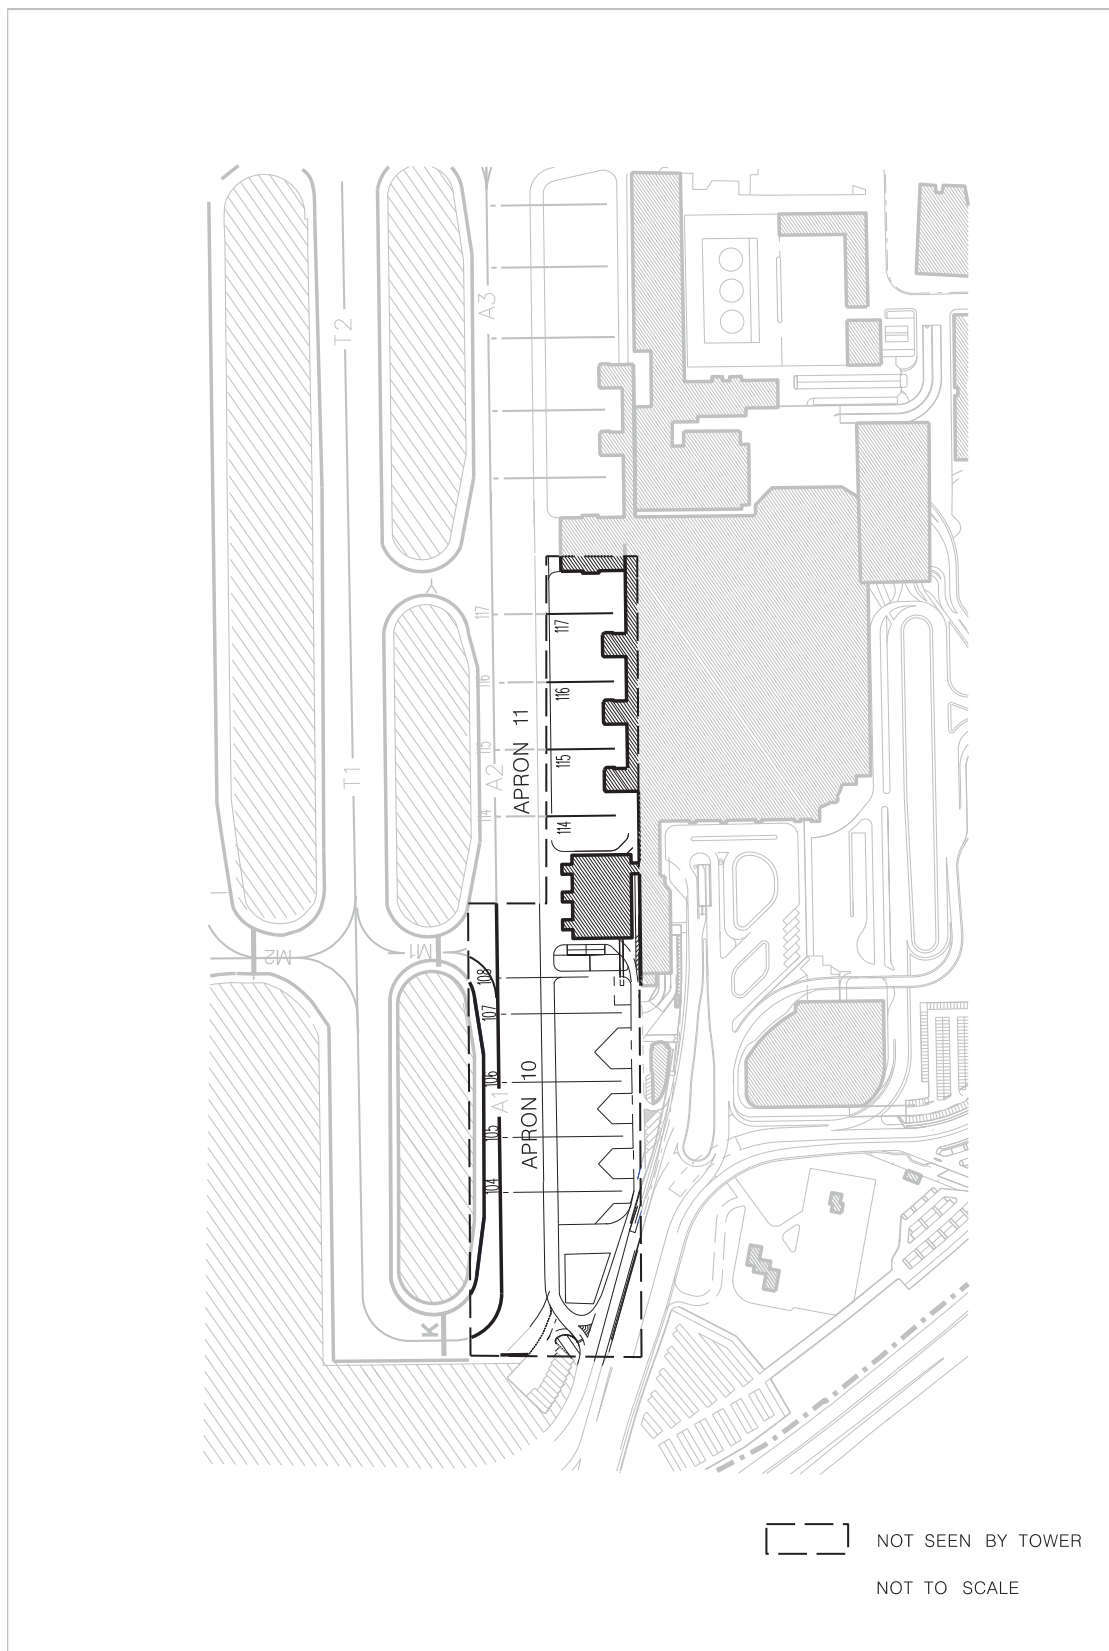 T2
A3
Y
117
117
116
116
APRON 11
115
115
T1
A2
114
114
M2
M1
108
107
106
A1
APRON 10
105
104
K
NOT SEEN BY TOWER
NOT TO SCALE